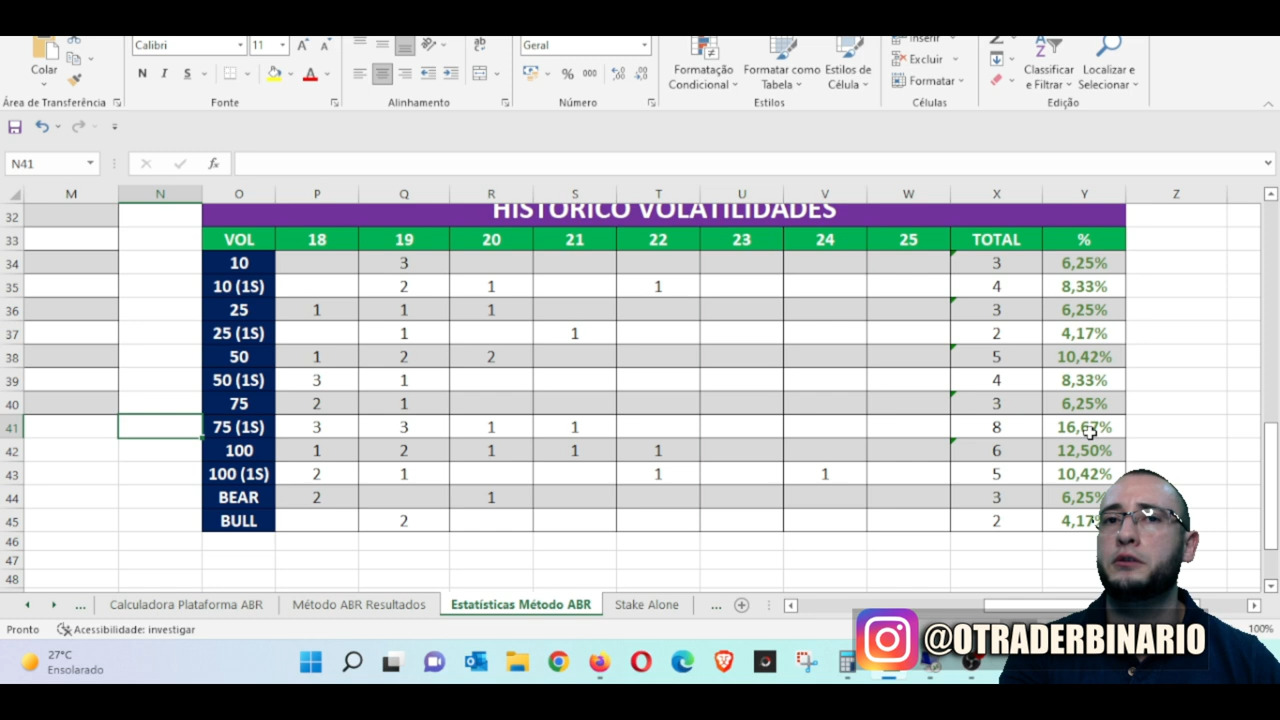 Calibri 11 Geral Inserir
Colar N I S Formatação Formatar como Estilos de Excluir Classificar Localizar e
Condicional Tabela Célula Formatar e Filtrar Selecionar
Área de Transferência Fonte Alinhamento Número Estilos Células Edição
N41 fx
M N O P Q R S T U V W X Y Z
32 HISTÓRICO VOLATILIDADES
33 VOL 18 19 20 21 22 23 24 25 TOTAL %
34 10 3 3 6,25%
35 10 (1S) 2 1 1 4 8,33%
36 25 1 1 1 3 6,25%
37 25 (1S) 1 1 2 4,17%
38 50 1 2 2 5 10,42%
39 50 (1S) 3 1 4 8,33%
40 75 2 1 3 6,25%
41 75 (1S) 3 3 1 1 8 16,67%
42 100 1 2 1 1 1 6 12,50%
43 100 (1S) 2 1 1 1 5 10,42%
44 BEAR 2 1 3 6,25%
45 BULL 2 2 4,17%
46
47
48
... Calculadora Plataforma ABR Método ABR Resultados Estatísticas Método ABR Stake Alone ...
Pronto Acessibilidade: investigar 100%
27°C
Ensolarado
@OTRADERBINARIO